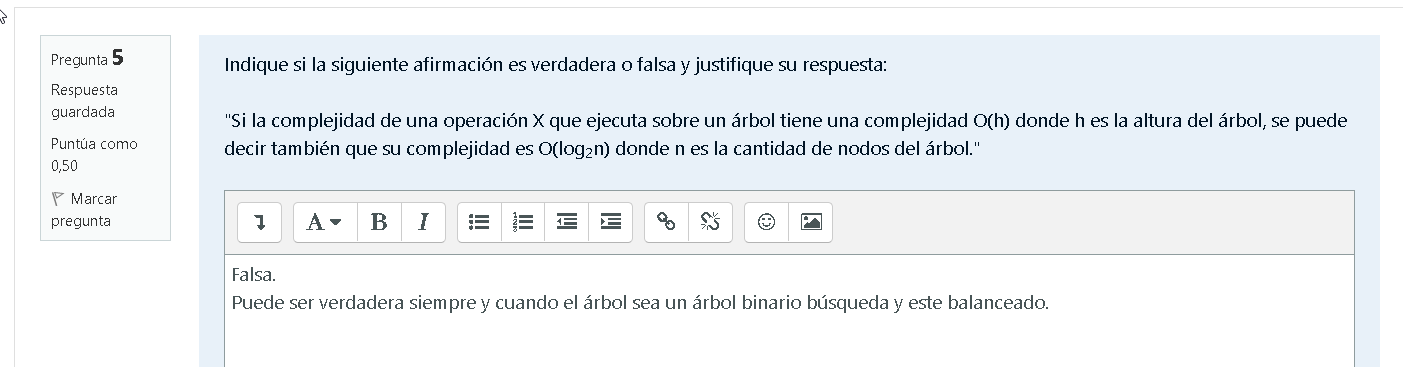 Pregunta 5
Respuesta
guardada
Puntúa como
0,50
Marcar
pregunta
Indique si la siguiente afirmación es verdadera o falsa y justifique su respuesta:
"Si la complejidad de una operación X que ejecuta sobre un árbol tiene una complejidad O(h) donde h es la altura del árbol, se puede
decir también que su complejidad es O(log₂n) donde n es la cantidad de nodos del árbol."
A B I
Falsa.
Puede ser verdadera siempre y cuando el árbol sea un árbol binario búsqueda y este balanceado.